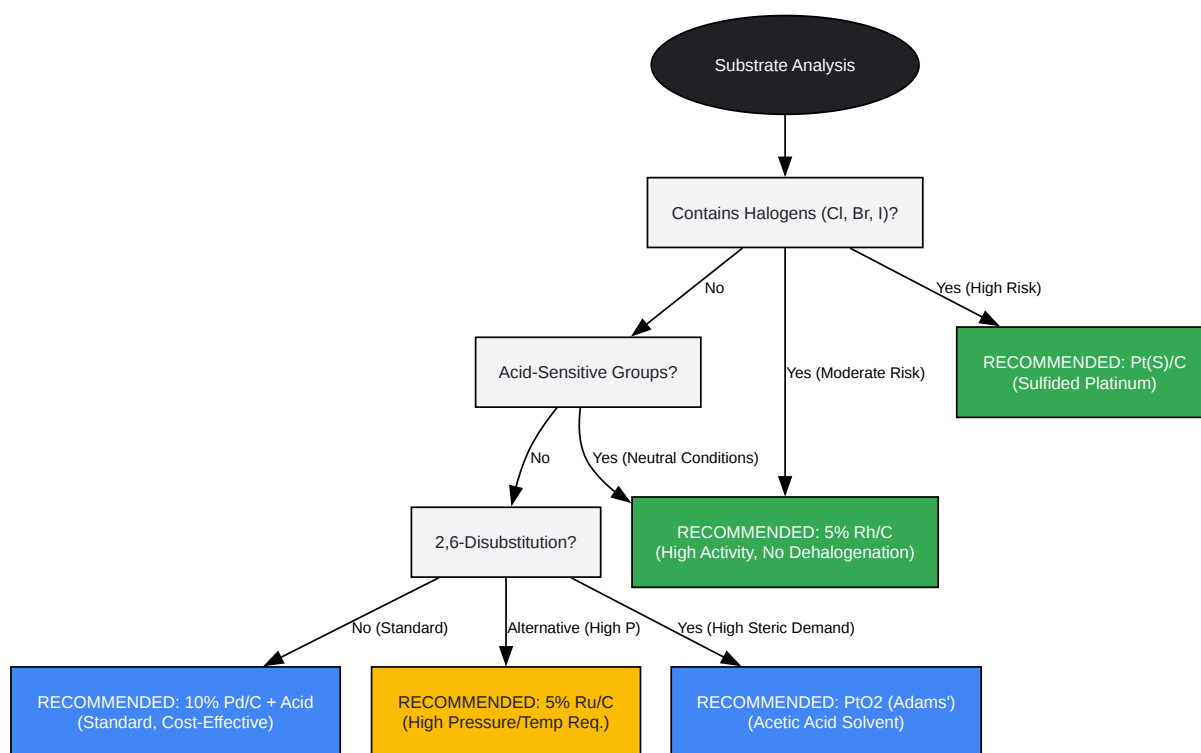 Substrate Analysis
Contains Halogens (Cl, Br, I)?
No
Yes (High Risk)
Yes (Moderate Risk)
RECOMMENDED: Pt(S)/C
(Sulfided Platinum)
Acid-Sensitive Groups?
No
Yes (Neutral Conditions)
RECOMMENDED: 5% Rh/C
(High Activity, No Dehalogenation)
2,6-Disubstitution?
No (Standard)
Alternative (High P)
Yes (High Steric Demand)
RECOMMENDED: 10% Pd/C + Acid
(Standard, Cost-Effective)
RECOMMENDED: 5% Ru/C
(High Pressure/Temp Req.)
RECOMMENDED: PtO2 (Adams')
(Acetic Acid Solvent)